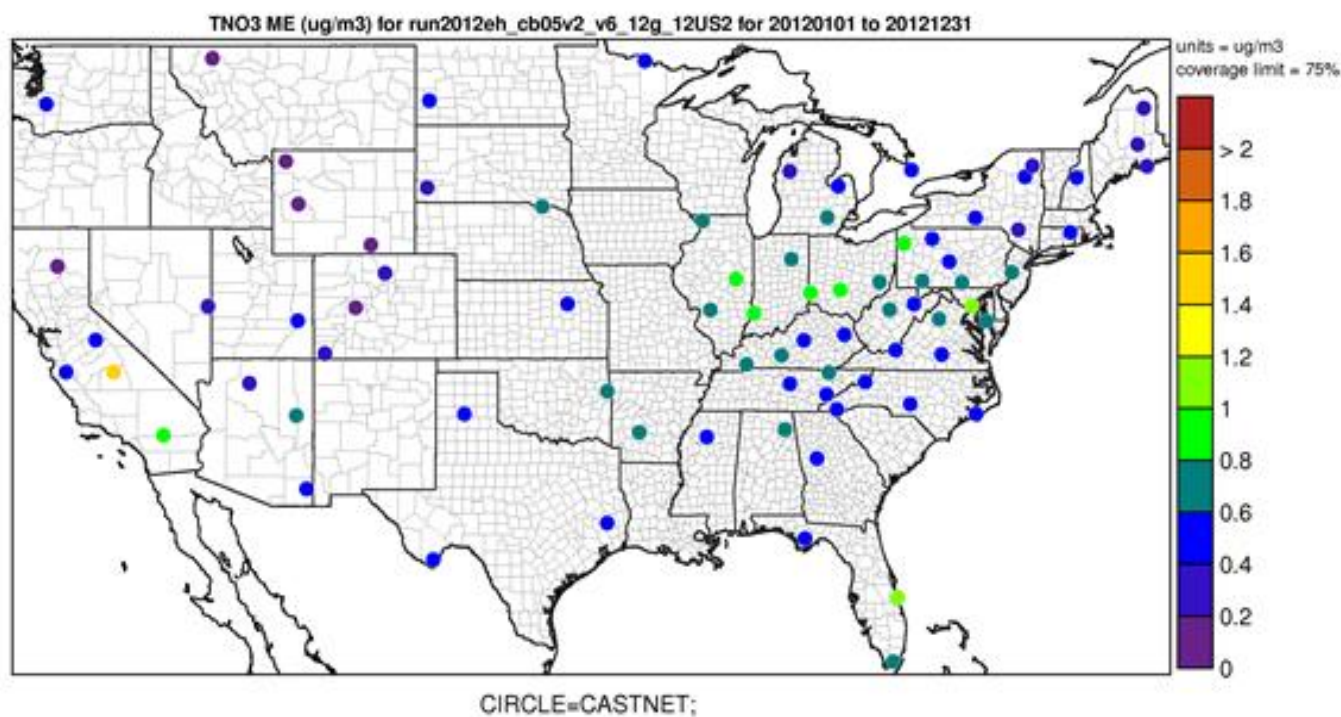 TNO3 ME (ug/m3) for run2012eh_cb05v2_v6_12g_12US2 for 20120101 to 20121231
units = ug/m3
coverage limit = 75%
> 2
1.8
1.6
1.4
1.2
1
0.8
0.6
0.4
0.2
0
CIRCLE=CASTNET;